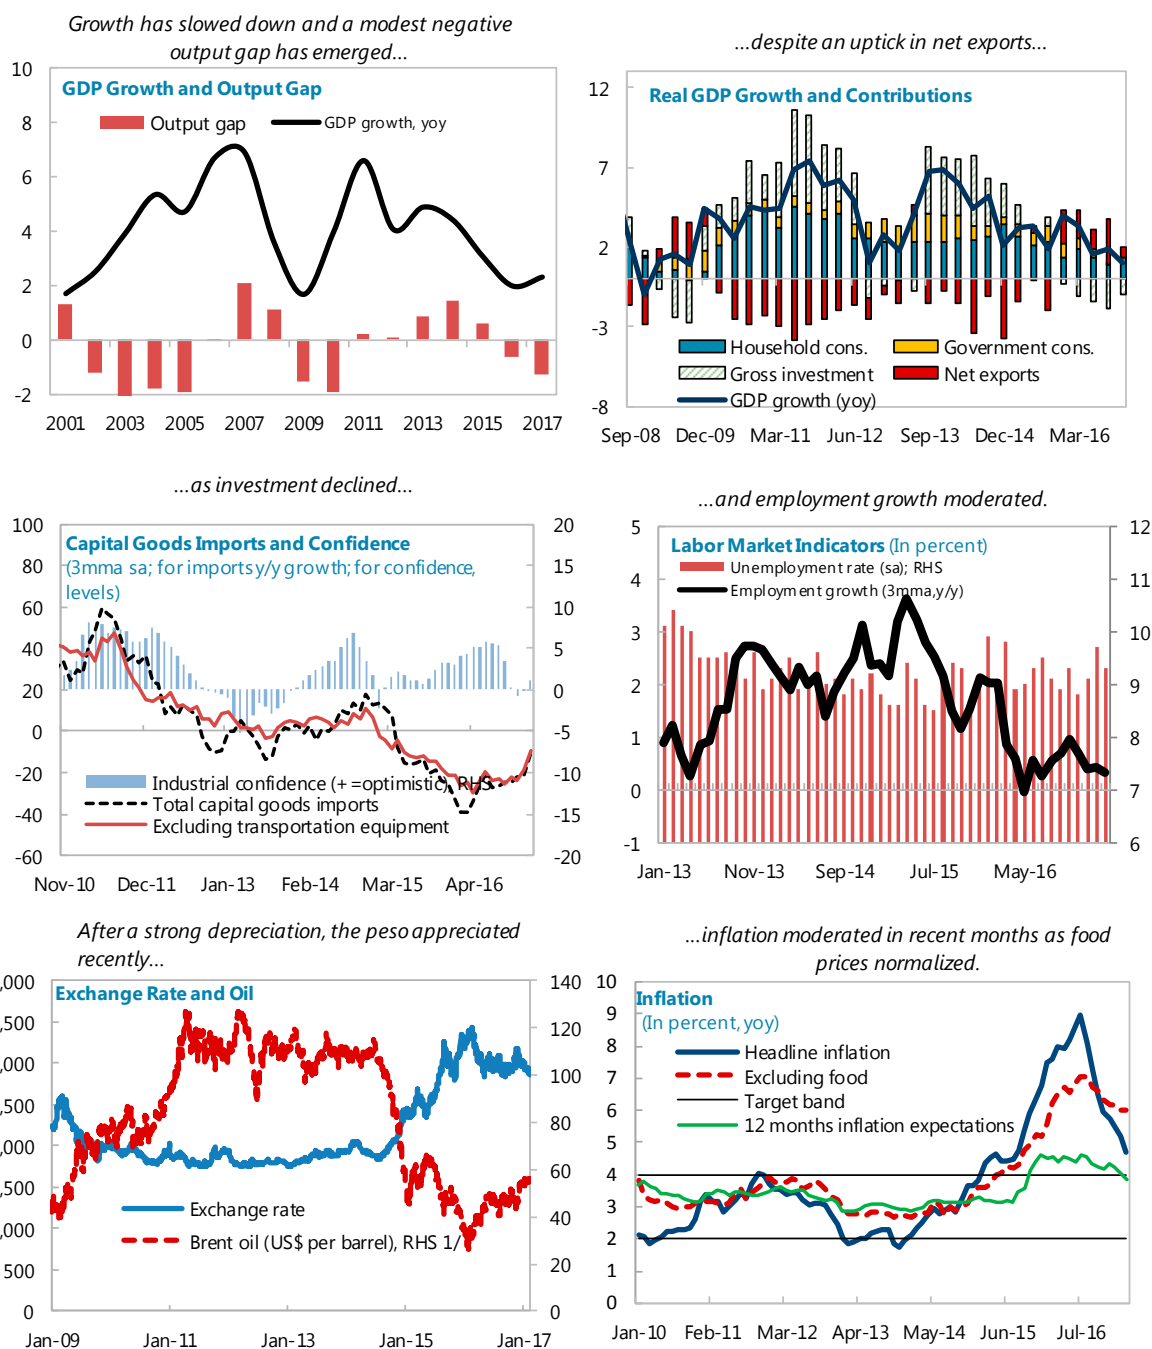 Growth has slowed down and a modest negative
output gap has emerged...
GDP Growth and Output Gap
Output gap
GDP growth, yoy
10
8
6
4
2
0
-2
2001 2003 2005 2007 2009 2011 2013 2015 2017
...despite an uptick in net exports...
Real GDP Growth and Contributions
12
7
2
-3
-8
Household cons.
Government cons.
Gross investment
Net exports
GDP growth (yoy)
Sep-08 Dec-09 Mar-11 Jun-12 Sep-13 Dec-14 Mar-16
...as investment declined...
Capital Goods Imports and Confidence
(3mma sa; for imports y/y growth; for confidence,
levels)
100
80
60
40
20
0
-20
-40
-60
20
15
10
5
0
-5
-10
-15
-20
Industrial confidence (+ =optimistic), RHS
Total capital goods imports
Excluding transportation equipment
Nov-10 Dec-11 Jan-13 Feb-14 Mar-15 Apr-16
...and employment growth moderated.
Labor Market Indicators (In percent)
Unemployment rate (sa); RHS
Employment growth (3mma,y/y)
5
4
3
2
1
0
-1
12
11
10
9
8
7
6
Jan-13 Nov-13 Sep-14 Jul-15 May-16
After a strong depreciation, the peso appreciated
recently...
Exchange Rate and Oil
,000
,500
,000
,500
,000
,500
,000
500
0
140
120
100
80
60
40
20
0
Exchange rate
Brent oil (US$ per barrel), RHS 1/
Jan-09 Jan-11 Jan-13 Jan-15 Jan-17
...inflation moderated in recent months as food
prices normalized.
Inflation
(In percent, yoy)
Headline inflation
Excluding food
Target band
12 months inflation expectations
10
9
8
7
6
5
4
3
2
1
0
Jan-10 Feb-11 Mar-12 Apr-13 May-14 Jun-15 Jul-16